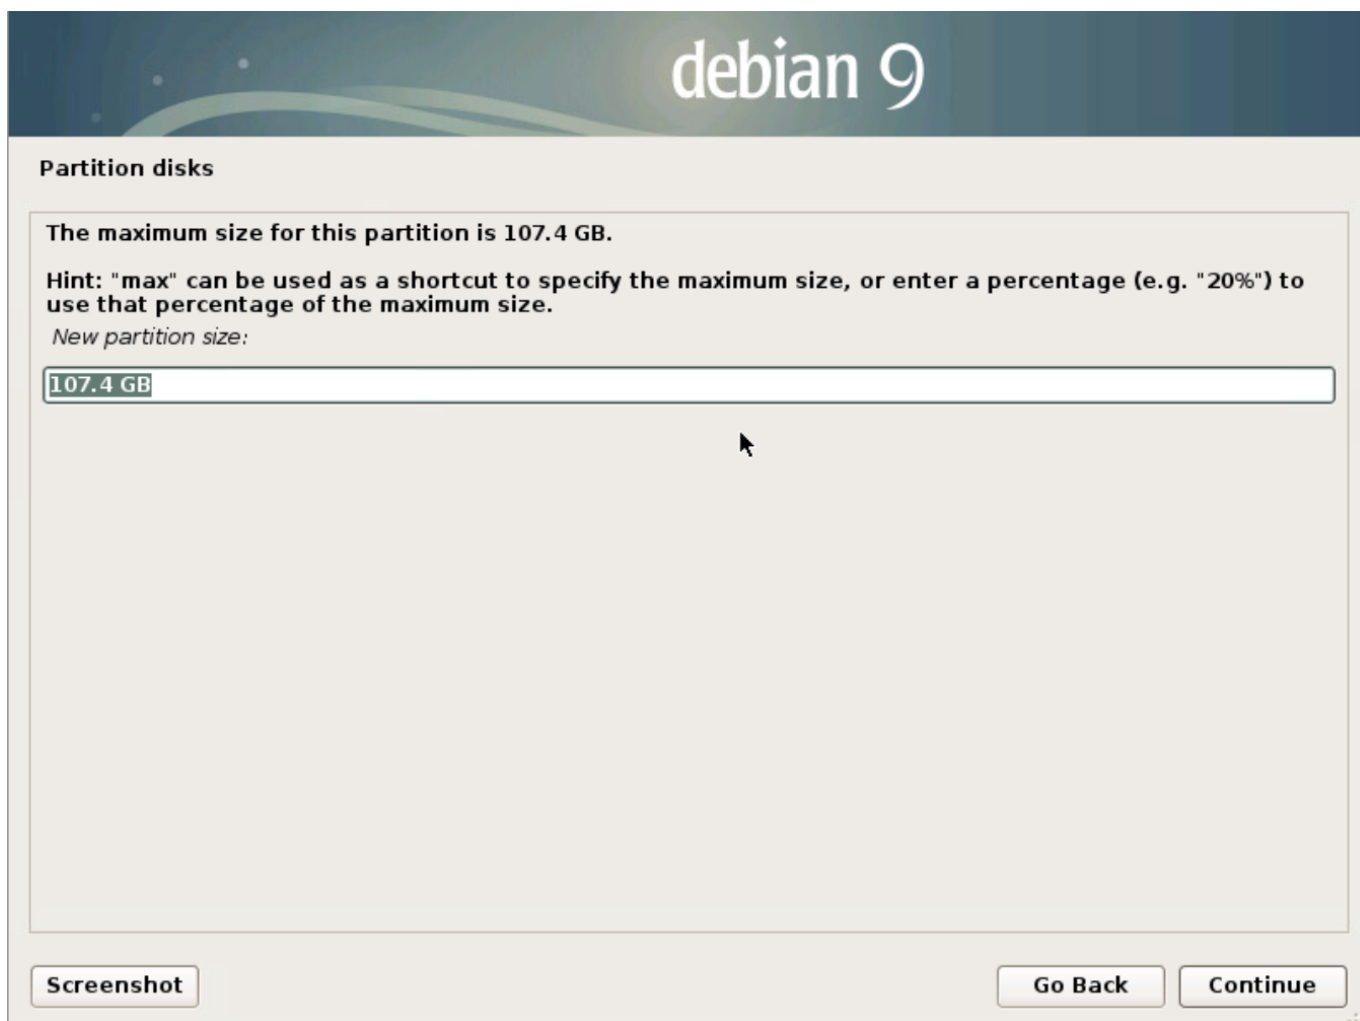 debian 9
Partition disks
The maximum size for this partition is 107.4 GB.
Hint: "max" can be used as a shortcut to specify the maximum size, or enter a percentage (e.g. "20%") to
use that percentage of the maximum size.
New partition size:
107.4 GB
Screenshot
Go Back
Continue